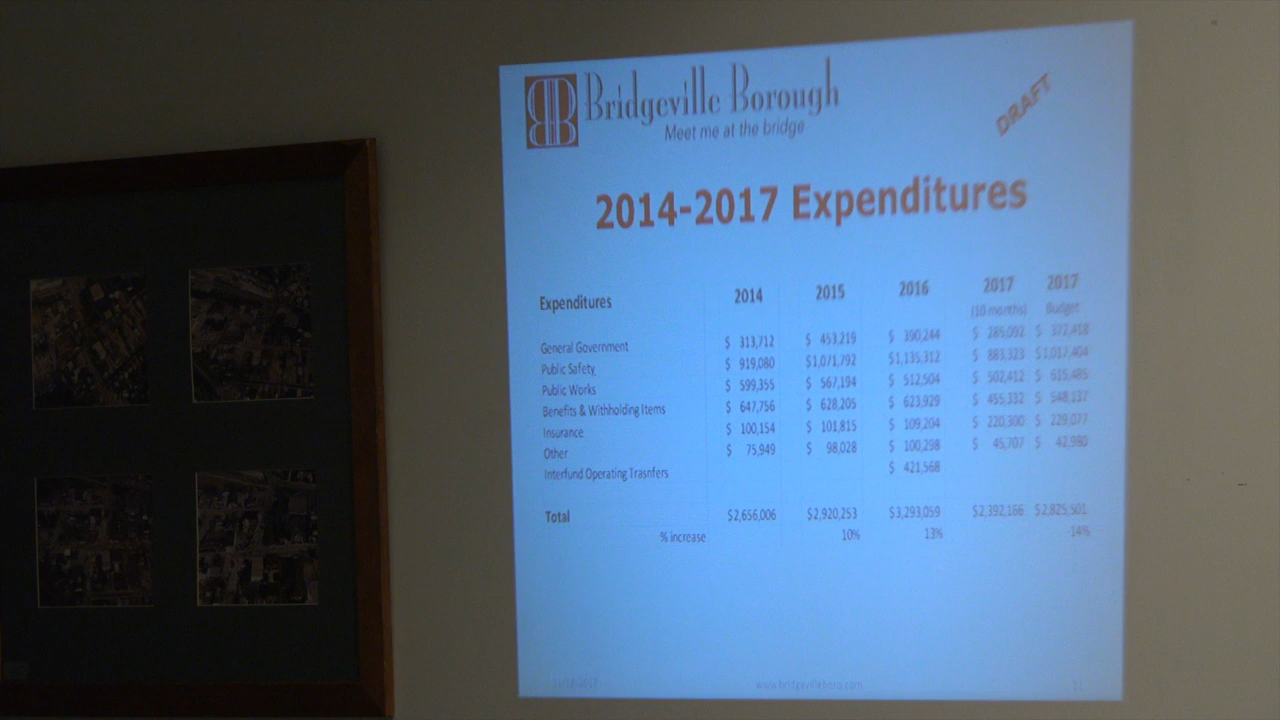 BB Bridgeville Borough
Meet me at the bridge
DRAFT
2014-2017 Expenditures
Expenditures 2014 2015 2016 2017 2017
(10 months) Budget
General Government $ 313,712 $ 453,219 $ 390,244 $ 285,092 $ 372,418
Public Safety $ 919,080 $1,071,792 $1,135,312 $ 883,323 $1,017,404
Public Works $ 599,355 $ 567,194 $ 512,504 $ 502,412 $ 615,485
Benefits & Withholding Items $ 647,756 $ 628,205 $ 623,929 $ 455,332 $ 548,137
Insurance $ 100,154 $ 101,815 $ 109,204 $ 220,300 $ 229,077
Other $ 75,949 $ 98,028 $ 100,298 $ 45,707 $ 42,980
Interfund Operating Trasnfers $ 421,568
Total $2,656,006 $2,920,253 $3,293,059 $2,392,166 $2,825,501
% increase 10% 13% -14%
www.bridgevilleboro.com